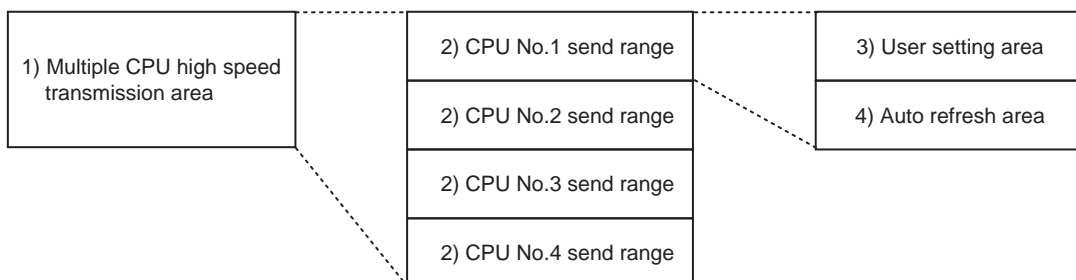 1) Multiple CPU high speed
transmission area
2) CPU No.1 send range
2) CPU No.2 send range
2) CPU No.3 send range
2) CPU No.4 send range
3) User setting area
4) Auto refresh area